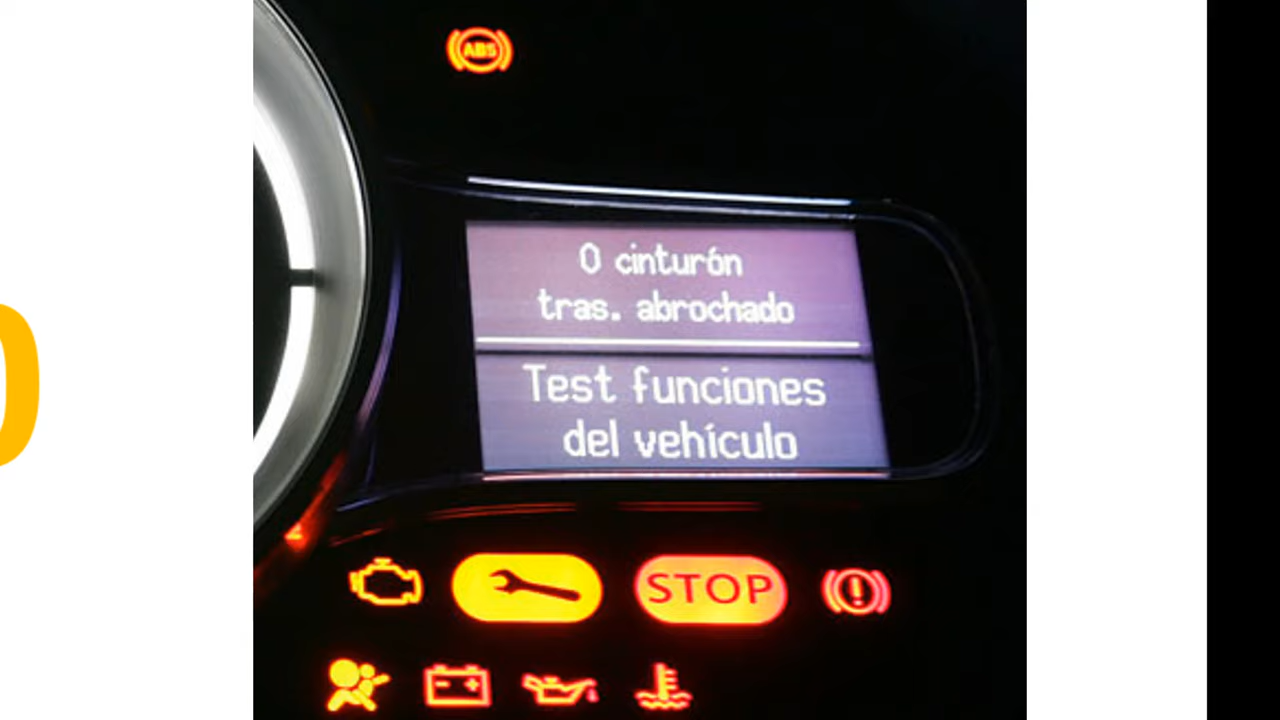 ABS
0 cinturón
tras. abrochado
Test funciones
del vehículo
STOP